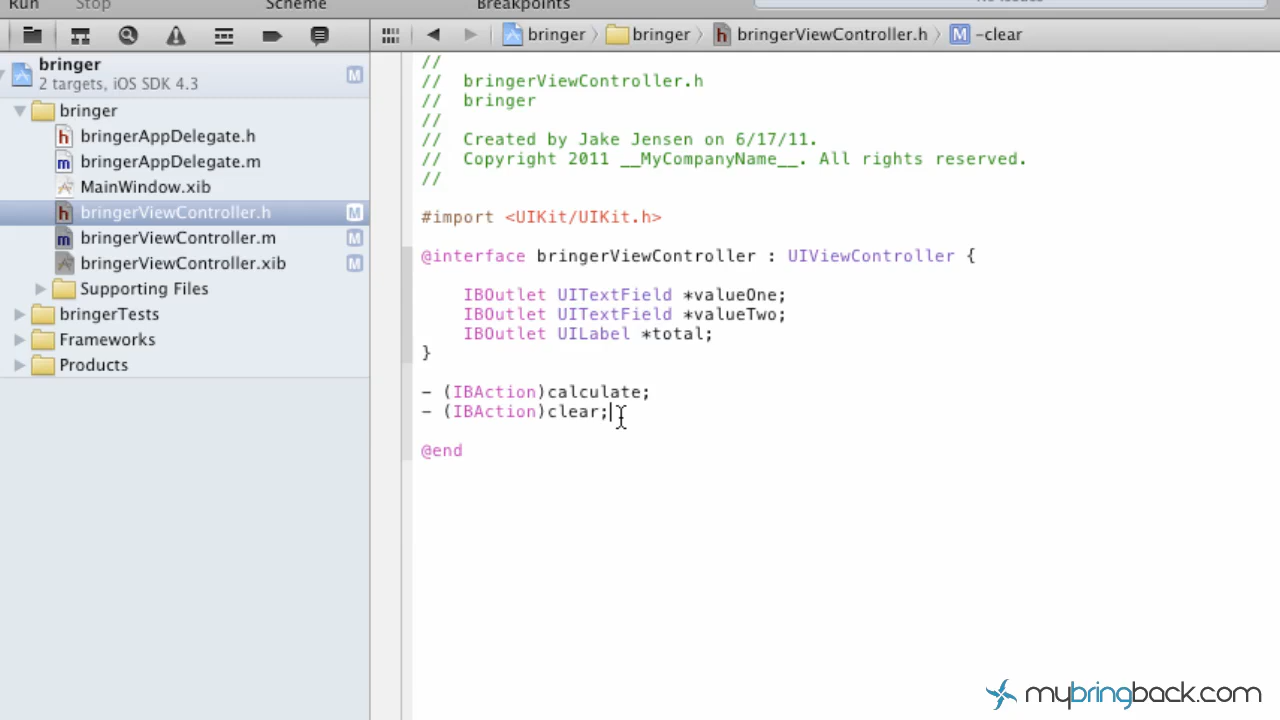 Run Stop Scheme Breakpoints No Issues
bringer bringer bringerViewController.h -clear
bringer
2 targets, iOS SDK 4.3
M
bringer
bringerAppDelegate.h
bringerAppDelegate.m
MainWindow.xib
bringerViewController.h M
bringerViewController.m M
bringerViewController.xib M
Supporting Files
bringerTests
Frameworks
Products
//
// bringerViewController.h
// bringer
//
// Created by Jake Jensen on 6/17/11.
// Copyright 2011 __MyCompanyName__. All rights reserved.
//
#import <UIKit/UIKit.h>
@interface bringerViewController : UIViewController {
IBOutlet UITextField *valueOne;
IBOutlet UITextField *valueTwo;
IBOutlet UILabel *total;
}
- (IBAction)calculate;
- (IBAction)clear;
@end
mybringback.com